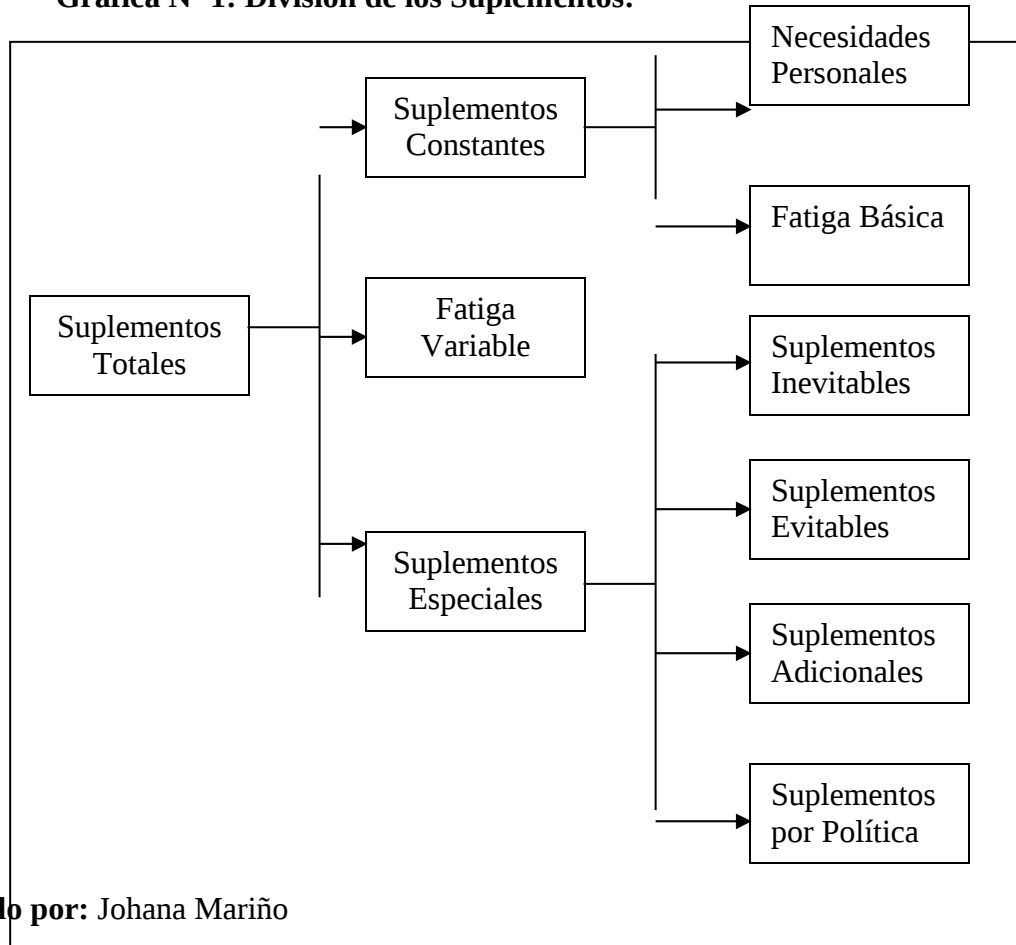 Gráfica N° 1: División de los Suplementos.
Necesidades
Personales
Suplementos
Constantes
Fatiga Básica
Fatiga
Variable
Suplementos
Totales
Suplementos
Inevitables
Suplementos
Evitables
Suplementos
Especiales
Suplementos
Adicionales
Suplementos
por Política
por: Johana Mariño